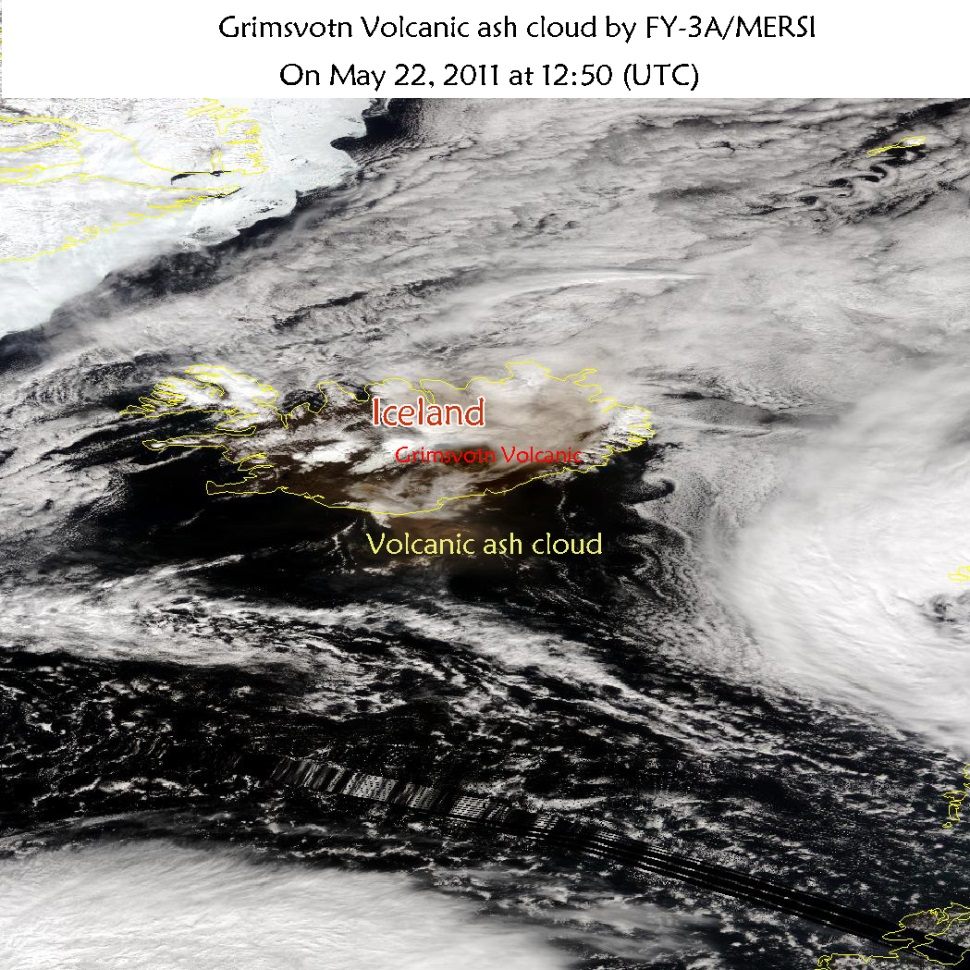 Grimsvotn Volcanic ash cloud by FY-3A/MERSI
On May 22, 2011 at 12:50 (UTC)
Iceland
Grimsvotn Volcanic
Volcanic ash cloud